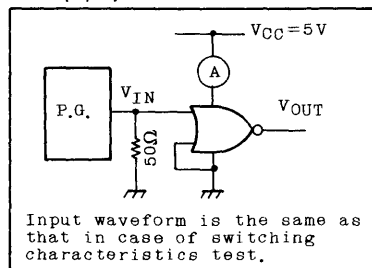 VCC=5V
A
P.G.
VIN
VOUT
50Ω
Input waveform is the same as
that in case of switching
characteristics test.